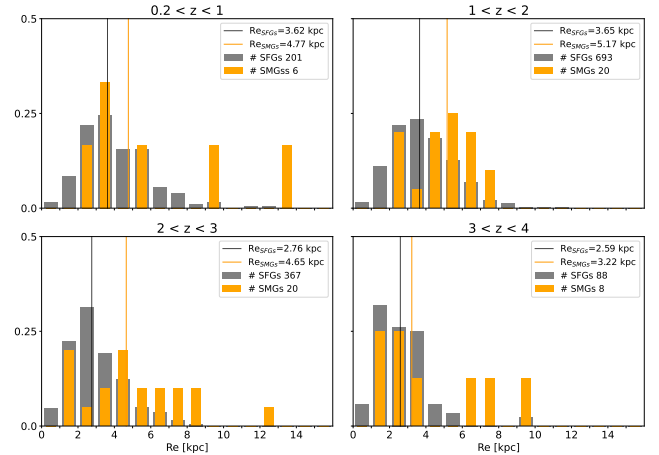 0.2 < z < 1
0.5
0.25
0.0
Re_SFGs=3.62 kpc
Re_SMGs=4.77 kpc
# SFGs 201
# SMGss 6
1 < z < 2
Re_SFGs=3.65 kpc
Re_SMGs=5.17 kpc
# SFGs 693
# SMGs 20
2 < z < 3
0.5
0.25
0.0
Re_SFGs=2.76 kpc
Re_SMGs=4.65 kpc
# SFGs 367
# SMGs 20
0 2 4 6 8 10 12 14
Re [kpc]
3 < z < 4
Re_SFGs=2.59 kpc
Re_SMGs=3.22 kpc
# SFGs 88
# SMGs 8
0 2 4 6 8 10 12 14
Re [kpc]